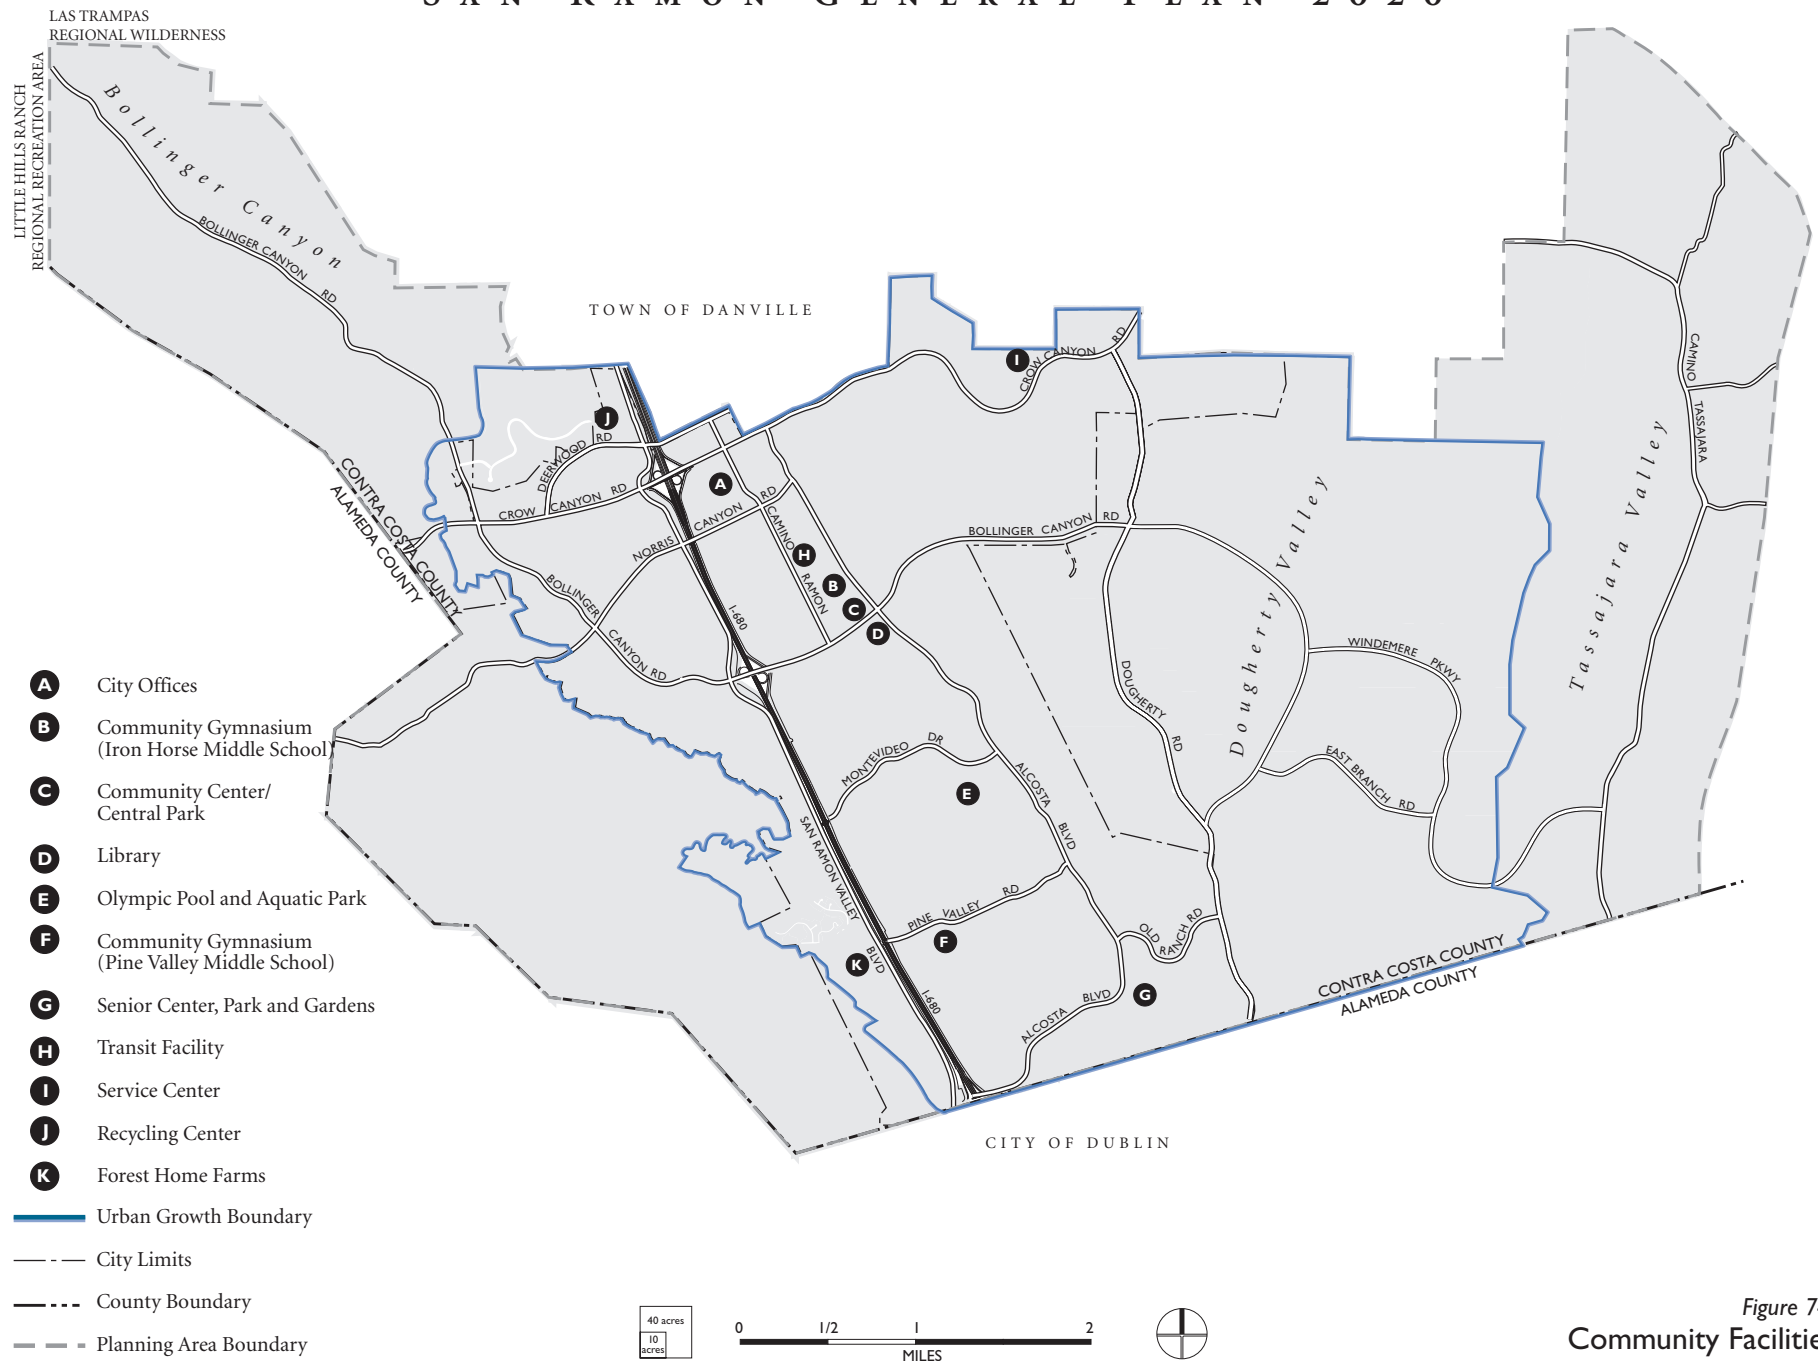 SAN RAMON GENERAL PLAN 2020
LAS TRAMPAS
REGIONAL WILDERNESS
LITTLE HILLS RANCH
REGIONAL RECREATION AREA
Bollinger Canyon
BOLLINGER CANYON RD
TOWN OF DANVILLE
I
CROW CANYON RD
J
DEERWOOD RD
CROW CANYON RD
A
NORRIS CANYON RD
CAMINO RAMON
H
B
C
D
BOLLINGER CANYON RD
I-680
BOLLINGER CANYON RD
CONTRA COSTA COUNTY
ALAMEDA COUNTY
Dougherty Valley
Tassajara Valley
CAMINO TASSAJARA
WINDEMERE PKWY
DOUGHERTY RD
EAST BRANCH RD
MONTEVIDEO DR
E
ALCOSTA BLVD
SAN RAMON VALLEY BLVD
PINE VALLEY RD
F
K
I-680
OLD RANCH RD
G
ALCOSTA BLVD
CONTRA COSTA COUNTY
ALAMEDA COUNTY
CITY OF DUBLIN
A City Offices
B Community Gymnasium
(Iron Horse Middle School)
C Community Center/
Central Park
D Library
E Olympic Pool and Aquatic Park
F Community Gymnasium
(Pine Valley Middle School)
G Senior Center, Park and Gardens
H Transit Facility
I Service Center
J Recycling Center
K Forest Home Farms
Urban Growth Boundary
City Limits
County Boundary
Planning Area Boundary
40 acres
10
acres
0 1/2 1 2
MILES
Figure 7-
Community Facilitie